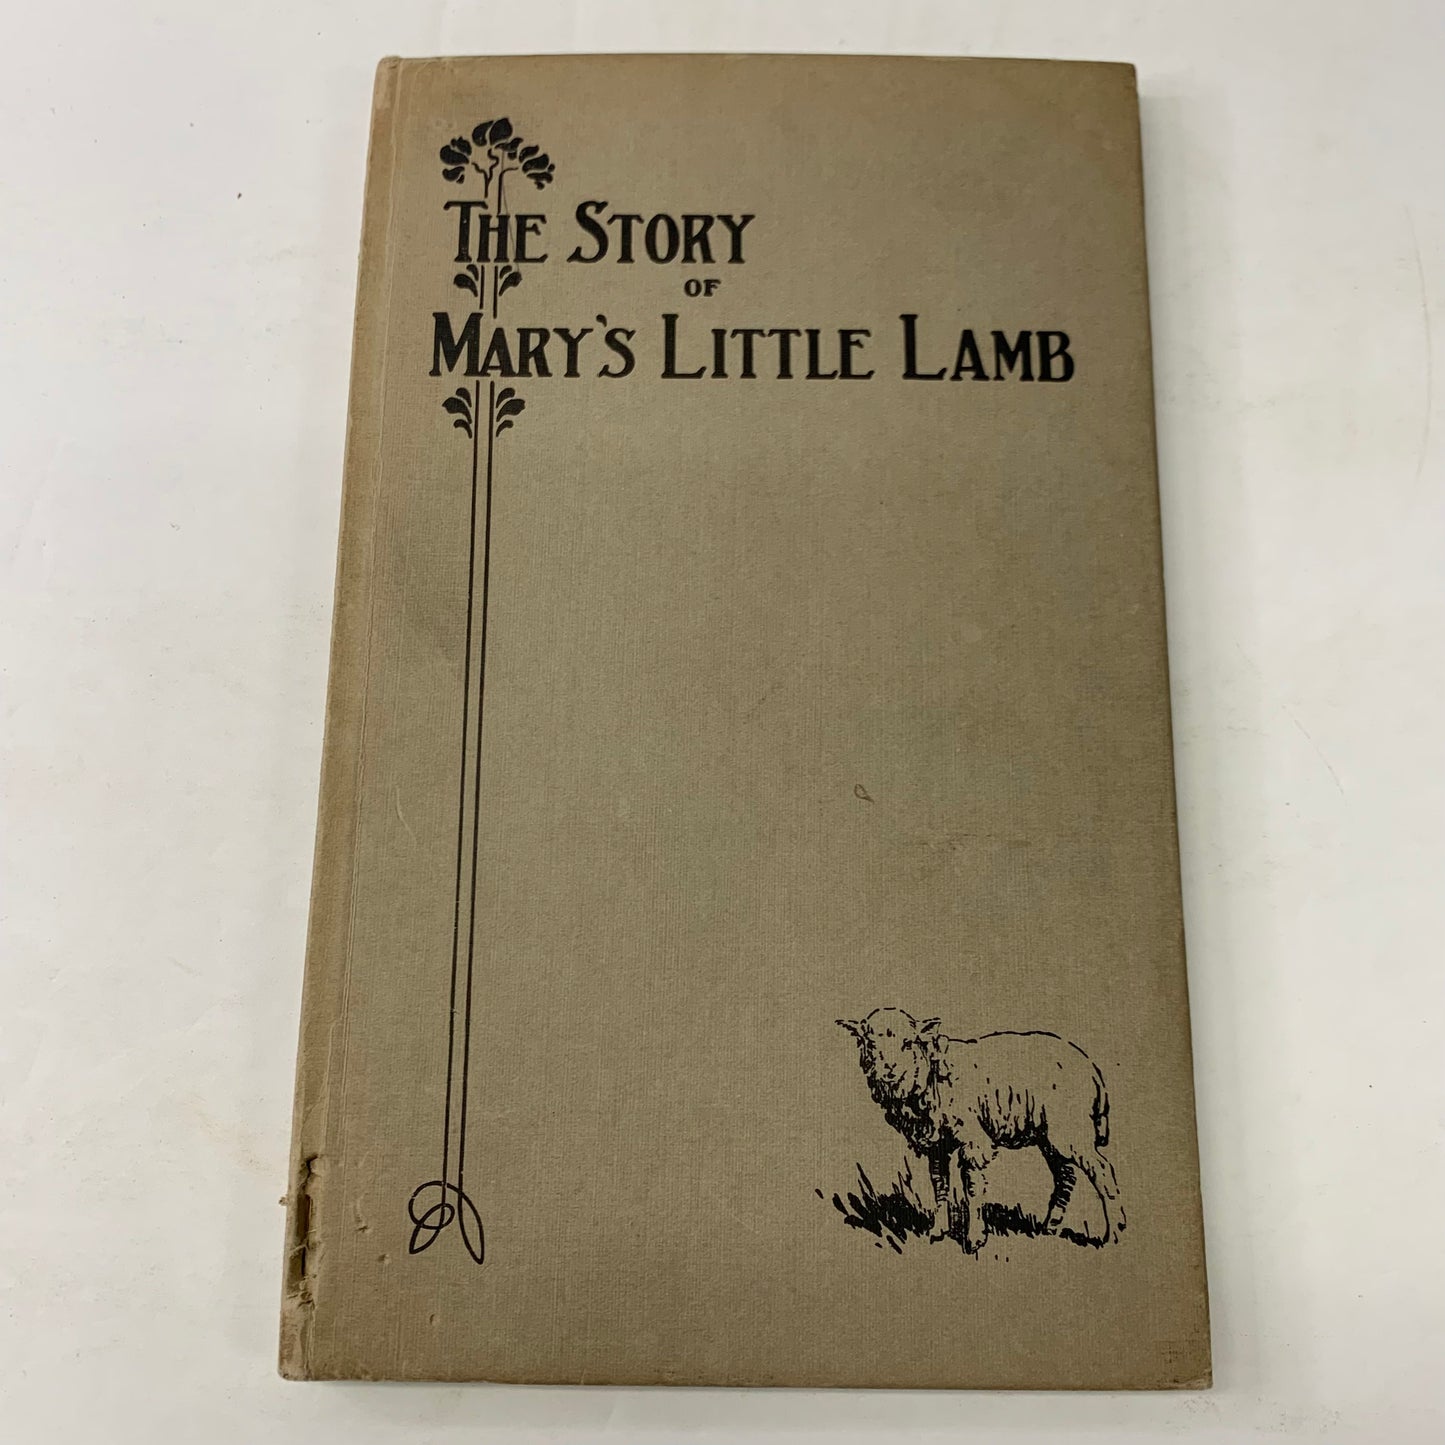 The Story
of
Mary's Little Lamb